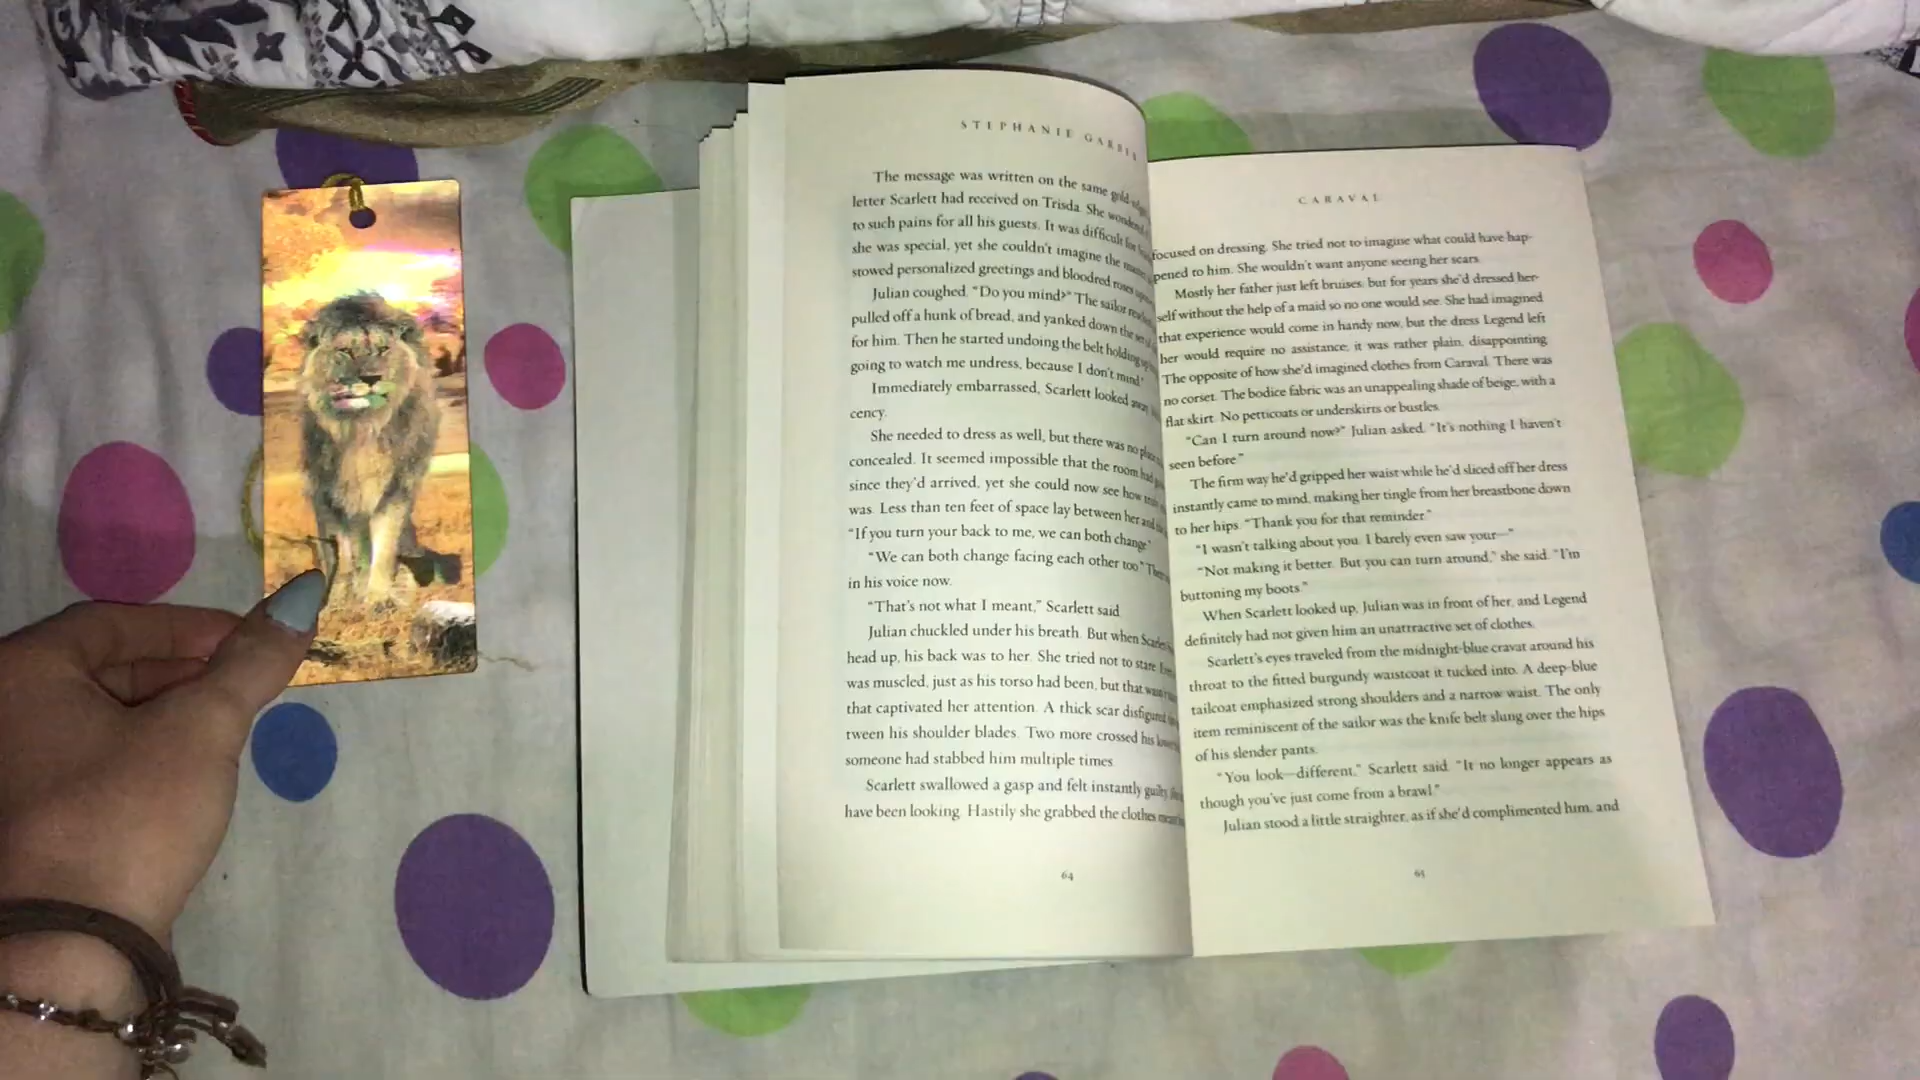 STEPHANIE GARBE
The message was written on the same gold
letter Scarlett had received on Trisda. She wondered
to such pains for all his guests. It was difficult for
she was special, yet she couldn't imagine the
stowed personalized greetings and bloodred roses upon
Julian coughed. "Do you mind?" The sailor
pulled off a hunk of bread, and yanked down the set of
for him. Then he started undoing the belt holding
going to watch me undress, because I don't mind."
Immediately embarrassed, Scarlett looked away
cency.
She needed to dress as well, but there was no place
concealed. It seemed impossible that the room had
since they'd arrived, yet she could now see how
was. Less than ten feet of space lay between her and
"If you turn your back to me, we can both change."
"We can both change facing each other too."
in his voice now.
"That's not what I meant," Scarlett said.
Julian chuckled under his breath. But when
head up, his back was to her. She tried not to stare.
was muscled, just as his torso had been, but that
that captivated her attention. A thick scar disfigured
tween his shoulder blades. Two more crossed his
someone had stabbed him multiple times.
Scarlett swallowed a gasp and felt instantly guilty.
have been looking. Hastily she grabbed the clothes
64
CARAVAL
focused on dressing. She tried not to imagine what could have hap-
pened to him. She wouldn't want anyone seeing her scars.
Mostly her father just left bruises, but for years she'd dressed her-
self without the help of a maid so no one would see. She had imagined
that experience would come in handy now, but the dress Legend left
her would require no assistance; it was rather plain, disappointing.
The opposite of how she'd imagined clothes from Caraval. There was
no corset. The bodice fabric was an unappealing shade of beige, with a
flat skirt. No petticoats or underskirts or bustles.
"Can I turn around now?" Julian asked. "It's nothing I haven't
seen before."
The firm way he'd gripped her waist while he'd sliced off her dress
instantly came to mind, making her tingle from her breastbone down
to her hips. "Thank you for that reminder."
"I wasn't talking about you. I barely even saw your—"
"Not making it better. But you can turn around," she said. "I'm
buttoning my boots."
When Scarlett looked up, Julian was in front of her, and Legend
definitely had not given him an unattractive set of clothes.
Scarlett's eyes traveled from the midnight-blue cravat around his
throat to the fitted burgundy waistcoat it tucked into. A deep-blue
tailcoat emphasized strong shoulders and a narrow waist. The only
item reminiscent of the sailor was the knife belt slung over the hips
of his slender pants.
"You look—different," Scarlett said. "It no longer appears as
though you've just come from a brawl."
Julian stood a little straighter, as if she'd complimented him, and
65